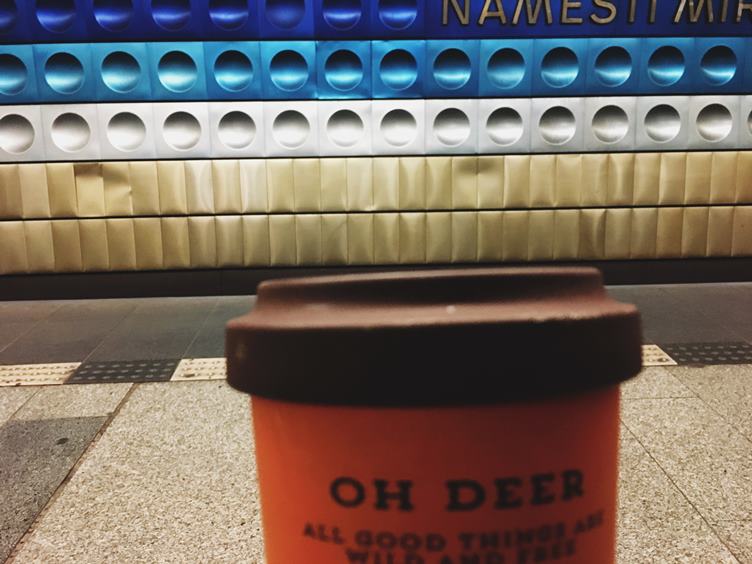 NAMESTI MIR
OH DEER
ALL GOOD THINGS ARE
WILD AND FREE